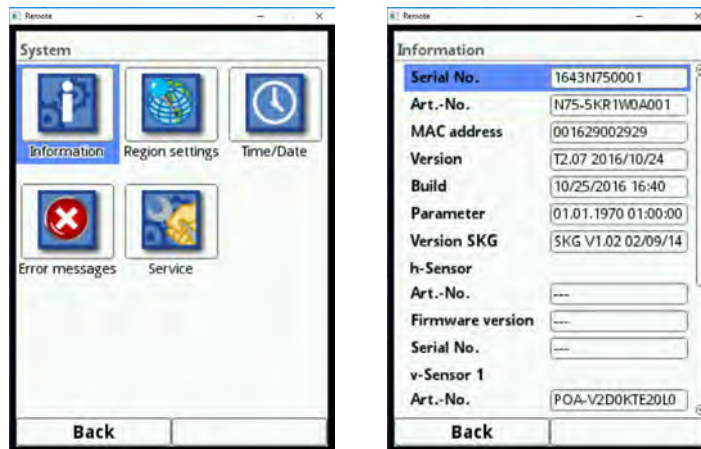 Remote
System
Information Region settings Time/Date
Error messages Service
Back
Remote
Information
Serial No. 1643N750001
Art.-No. N75-5KR1W0A001
MAC address 001629002929
Version T2.07 2016/10/24
Build 10/25/2016 16:40
Parameter 01.01.1970 01:00:00
Version SKG SKG V1.02 02/09/14
h-Sensor
Art.-No. ---
Firmware version ---
Serial No. ---
v-Sensor 1
Art.-No. POA-V2D0KTE20L0
Back